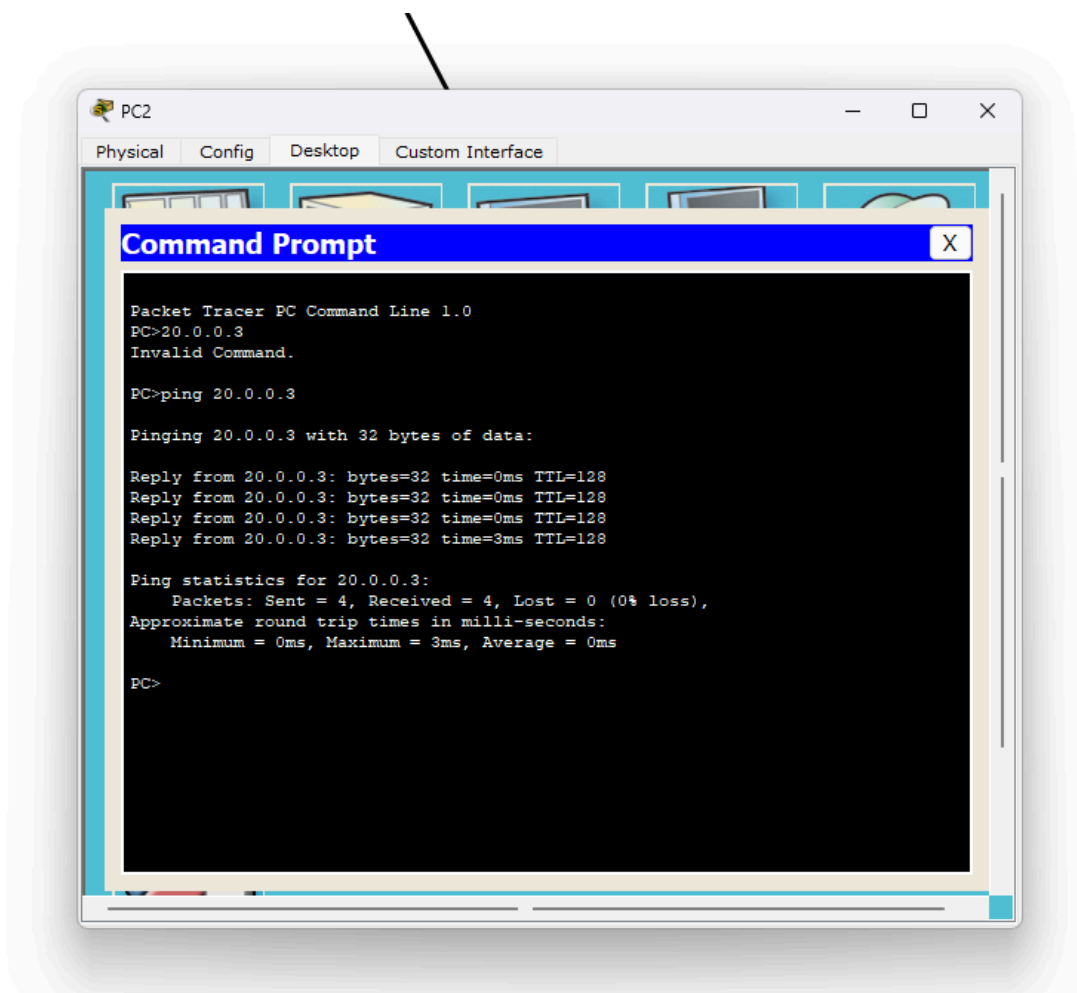 PC2
Physical Config Desktop Custom Interface
Command Prompt
X
Packet Tracer PC Command Line 1.0
PC>20.0.0.3
Invalid Command.
PC>ping 20.0.0.3
Pinging 20.0.0.3 with 32 bytes of data:
Reply from 20.0.0.3: bytes=32 time=0ms TTL=128
Reply from 20.0.0.3: bytes=32 time=0ms TTL=128
Reply from 20.0.0.3: bytes=32 time=0ms TTL=128
Reply from 20.0.0.3: bytes=32 time=3ms TTL=128
Ping statistics for 20.0.0.3:
Packets: Sent = 4, Received = 4, Lost = 0 (0% loss),
Approximate round trip times in milli-seconds:
Minimum = 0ms, Maximum = 3ms, Average = 0ms
PC>